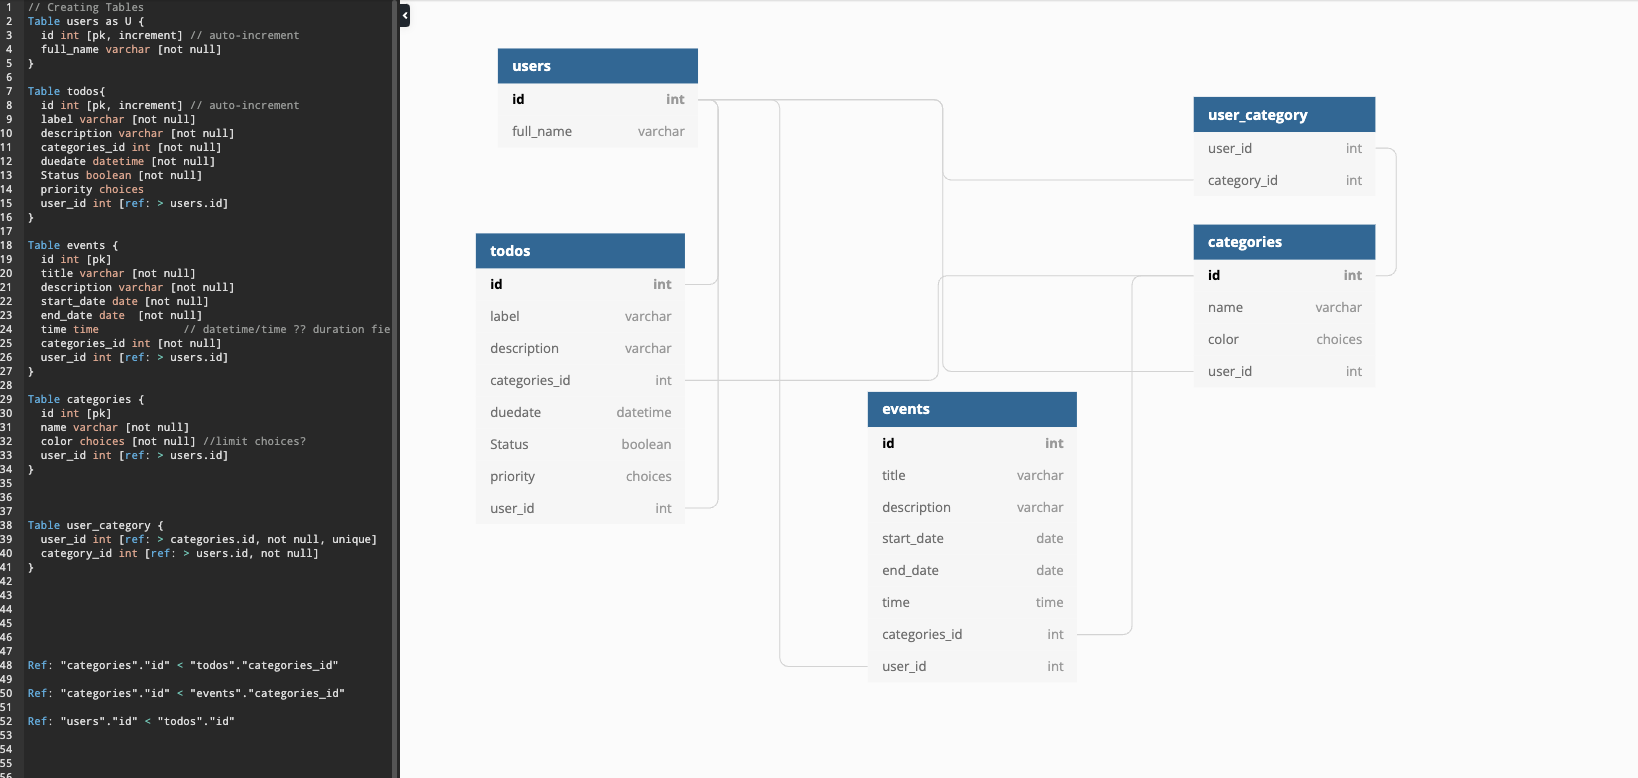 1 // Creating Tables
2 Table users as U {
3 id int [pk, increment] // auto-increment
4 full_name varchar [not null]
5 }
6
7 Table todos{
8 id int [pk, increment] // auto-increment
9 label varchar [not null]
10 description varchar [not null]
11 categories_id int [not null]
12 duedate datetime [not null]
13 Status boolean [not null]
14 priority choices
15 user_id int [ref: > users.id]
16 }
17
18 Table events {
19 id int [pk]
20 title varchar [not null]
21 description varchar [not null]
22 start_date date [not null]
23 end_date date  [not null]
24 time time // datetime/time ?? duration fie
25 categories_id int [not null]
26 user_id int [ref: > users.id]
27 }
28
29 Table categories {
30 id int [pk]
31 name varchar [not null]
32 color choices [not null] //limit choices?
33 user_id int [ref: > users.id]
34 }
35
36
37
38 Table user_category {
39 user_id int [ref: > categories.id, not null, unique]
40 category_id int [ref: > users.id, not null]
41 }
42
43
44
45
46
47
48 Ref: "categories"."id" < "todos"."categories_id"
49
50 Ref: "categories"."id" < "events"."categories_id"
51
52 Ref: "users"."id" < "todos"."id"
53
54
55
56
users
id int
full_name varchar
todos
id int
label varchar
description varchar
categories_id int
duedate datetime
Status boolean
priority choices
user_id int
events
id int
title varchar
description varchar
start_date date
end_date date
time time
categories_id int
user_id int
user_category
user_id int
category_id int
categories
id int
name varchar
color choices
user_id int